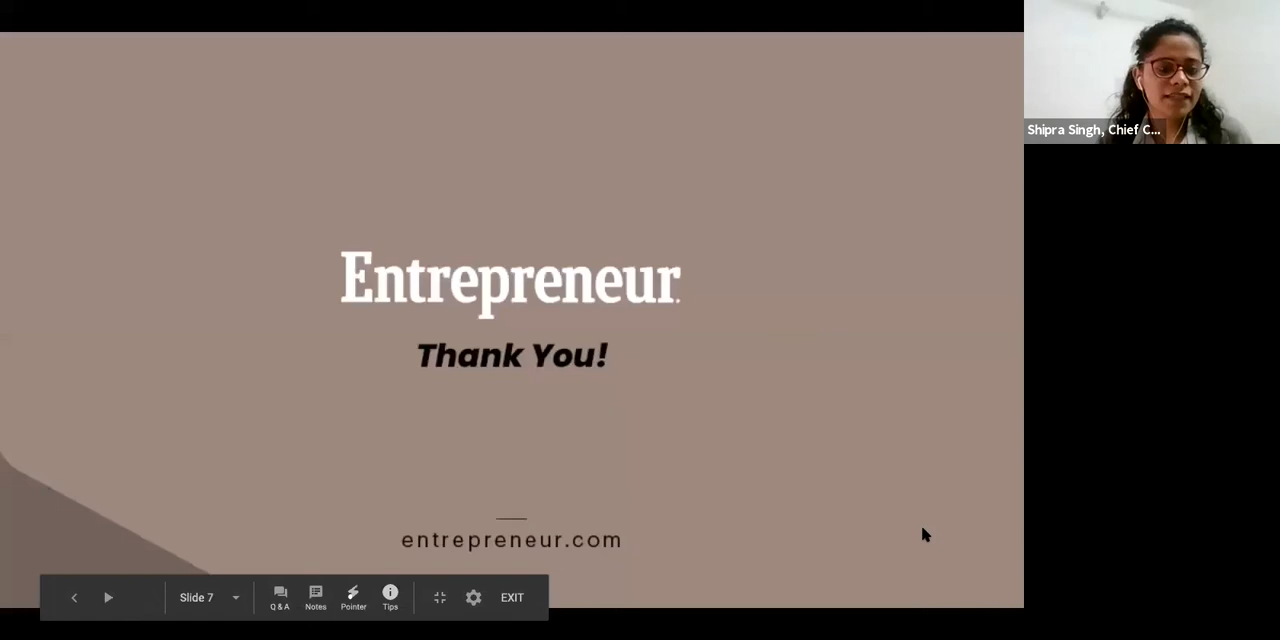 Entrepreneur.
Thank You!
entrepreneur.com
Shipra Singh, Chief C...
Slide 7
Q & A
Notes
Pointer
Tips
EXIT